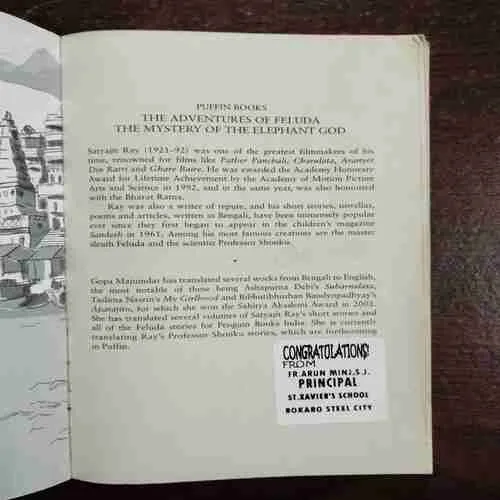 PUFFIN BOOKS
THE ADVENTURES OF FELUDA
THE MYSTERY OF THE ELEPHANT GOD
Satyajit Ray (1921–92) was one of the greatest filmmakers of his
time, renowned for films like Pather Panchali, Charulata, Aranyer
Din Ratri and Ghare Baire. He was awarded the Academy Honorary
Award for Lifetime Achievement by the Academy of Motion Picture
Arts and Science in 1992, and in the same year, was also honoured
with the Bharat Ratna.
Ray was also a writer of repute, and his short stories, novellas,
poems and articles, written in Bengali, have been immensely popular
ever since they first began to appear in the children's magazine
Sandesh in 1961. Among his most famous creations are the master
sleuth Feluda and the scientist Professor Shonku.
Gopa Majumdar has translated several works from Bengali to English,
the most notable of these being Ashapurna Debi's Subarnalata,
Taslima Nasrin's My Girlhood and Bibhutibhushan Bandyopadhyay's
Aparajito, for which she won the Sahitya Akademi Award in 2001.
She has translated several volumes of Satyajit Ray's short stories and
all of the Feluda stories for Penguin Books India. She is currently
translating Ray's Professor Shonku stories, which are forthcoming
in Puffin.
CONGRATULATIONS!
FROM
FR.ARUN MINJ.S.J.
PRINCIPAL
ST.XAVIER'S SCHOOL
BOKARO STEEL CITY